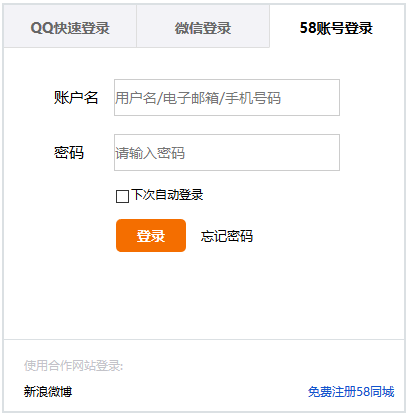 QQ快速登录 微信登录 58账号登录
账户名 用户名/电子邮箱/手机号码
密码 请输入密码
下次自动登录
登录 忘记密码
使用合作网站登录:
新浪微博 免费注册58同城